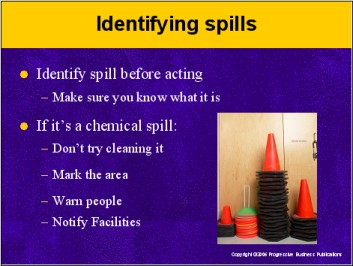 Identifying spills
Identify spill before acting
– Make sure you know what it is
If it's a chemical spill:
– Don't try cleaning it
– Mark the area
– Warn people
– Notify Facilities
Copyright ©2006 Progressive Business Publications